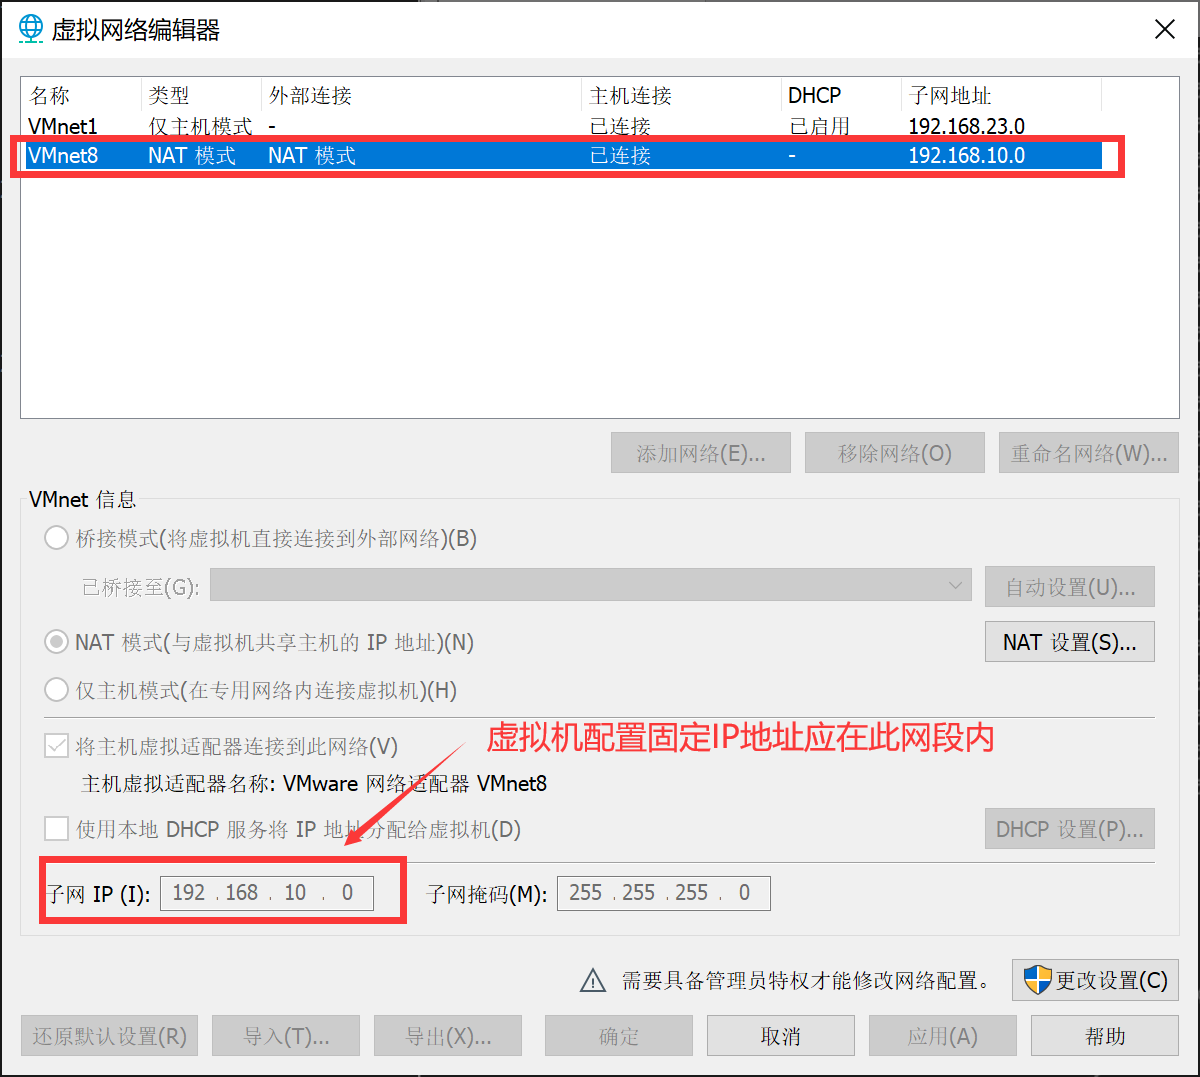 虚拟网络编辑器
名称 类型 外部连接 主机连接 DHCP 子网地址
VMnet1 仅主机模式 - 已连接 已启用 192.168.23.0
VMnet8 NAT 模式 NAT 模式 已连接 - 192.168.10.0
添加网络(E)... 移除网络(O) 重命名网络(W)...
VMnet 信息
桥接模式(将虚拟机直接连接到外部网络)(B)
已桥接至(G): 自动设置(U)...
NAT 模式(与虚拟机共享主机的 IP 地址)(N) NAT 设置(S)...
仅主机模式(在专用网络内连接虚拟机)(H)
虚拟机配置固定IP地址应在此网段内
将主机虚拟适配器连接到此网络(V)
主机虚拟适配器名称: VMware 网络适配器 VMnet8
使用本地 DHCP 服务将 IP 地址分配给虚拟机(D) DHCP 设置(P)...
子网 IP (I): 192 . 168 . 10 . 0 子网掩码(M): 255 . 255 . 255 . 0
需要具备管理员特权才能修改网络配置。 更改设置(C)
还原默认设置(R) 导入(T)... 导出(X)... 确定 取消 应用(A) 帮助